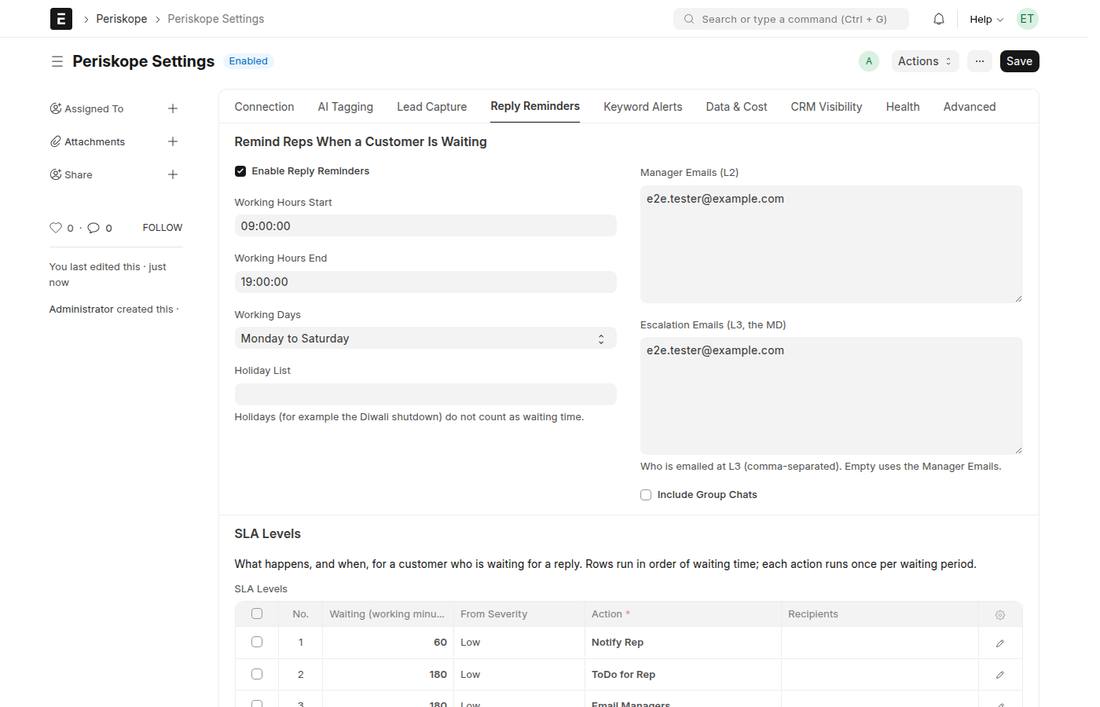 Periskope
Periskope Settings
Search or type a command (Ctrl + G)
Help
ET
Periskope Settings
Enabled
A
Actions
Save
Assigned To
Attachments
Share
0 · 0
FOLLOW
You last edited this · just
now
Administrator created this ·
Connection
AI Tagging
Lead Capture
Reply Reminders
Keyword Alerts
Data & Cost
CRM Visibility
Health
Advanced
Remind Reps When a Customer Is Waiting
Enable Reply Reminders
Working Hours Start
09:00:00
Working Hours End
19:00:00
Working Days
Monday to Saturday
Holiday List
Holidays (for example the Diwali shutdown) do not count as waiting time.
Manager Emails (L2)
e2e.tester@example.com
Escalation Emails (L3, the MD)
e2e.tester@example.com
Who is emailed at L3 (comma-separated). Empty uses the Manager Emails.
Include Group Chats
SLA Levels
What happens, and when, for a customer who is waiting for a reply. Rows run in order of waiting time; each action runs once per waiting period.
SLA Levels
No. Waiting (working minu... From Severity Action * Recipients
1 60 Low Notify Rep
2 180 Low ToDo for Rep
3 180 Low Email Managers